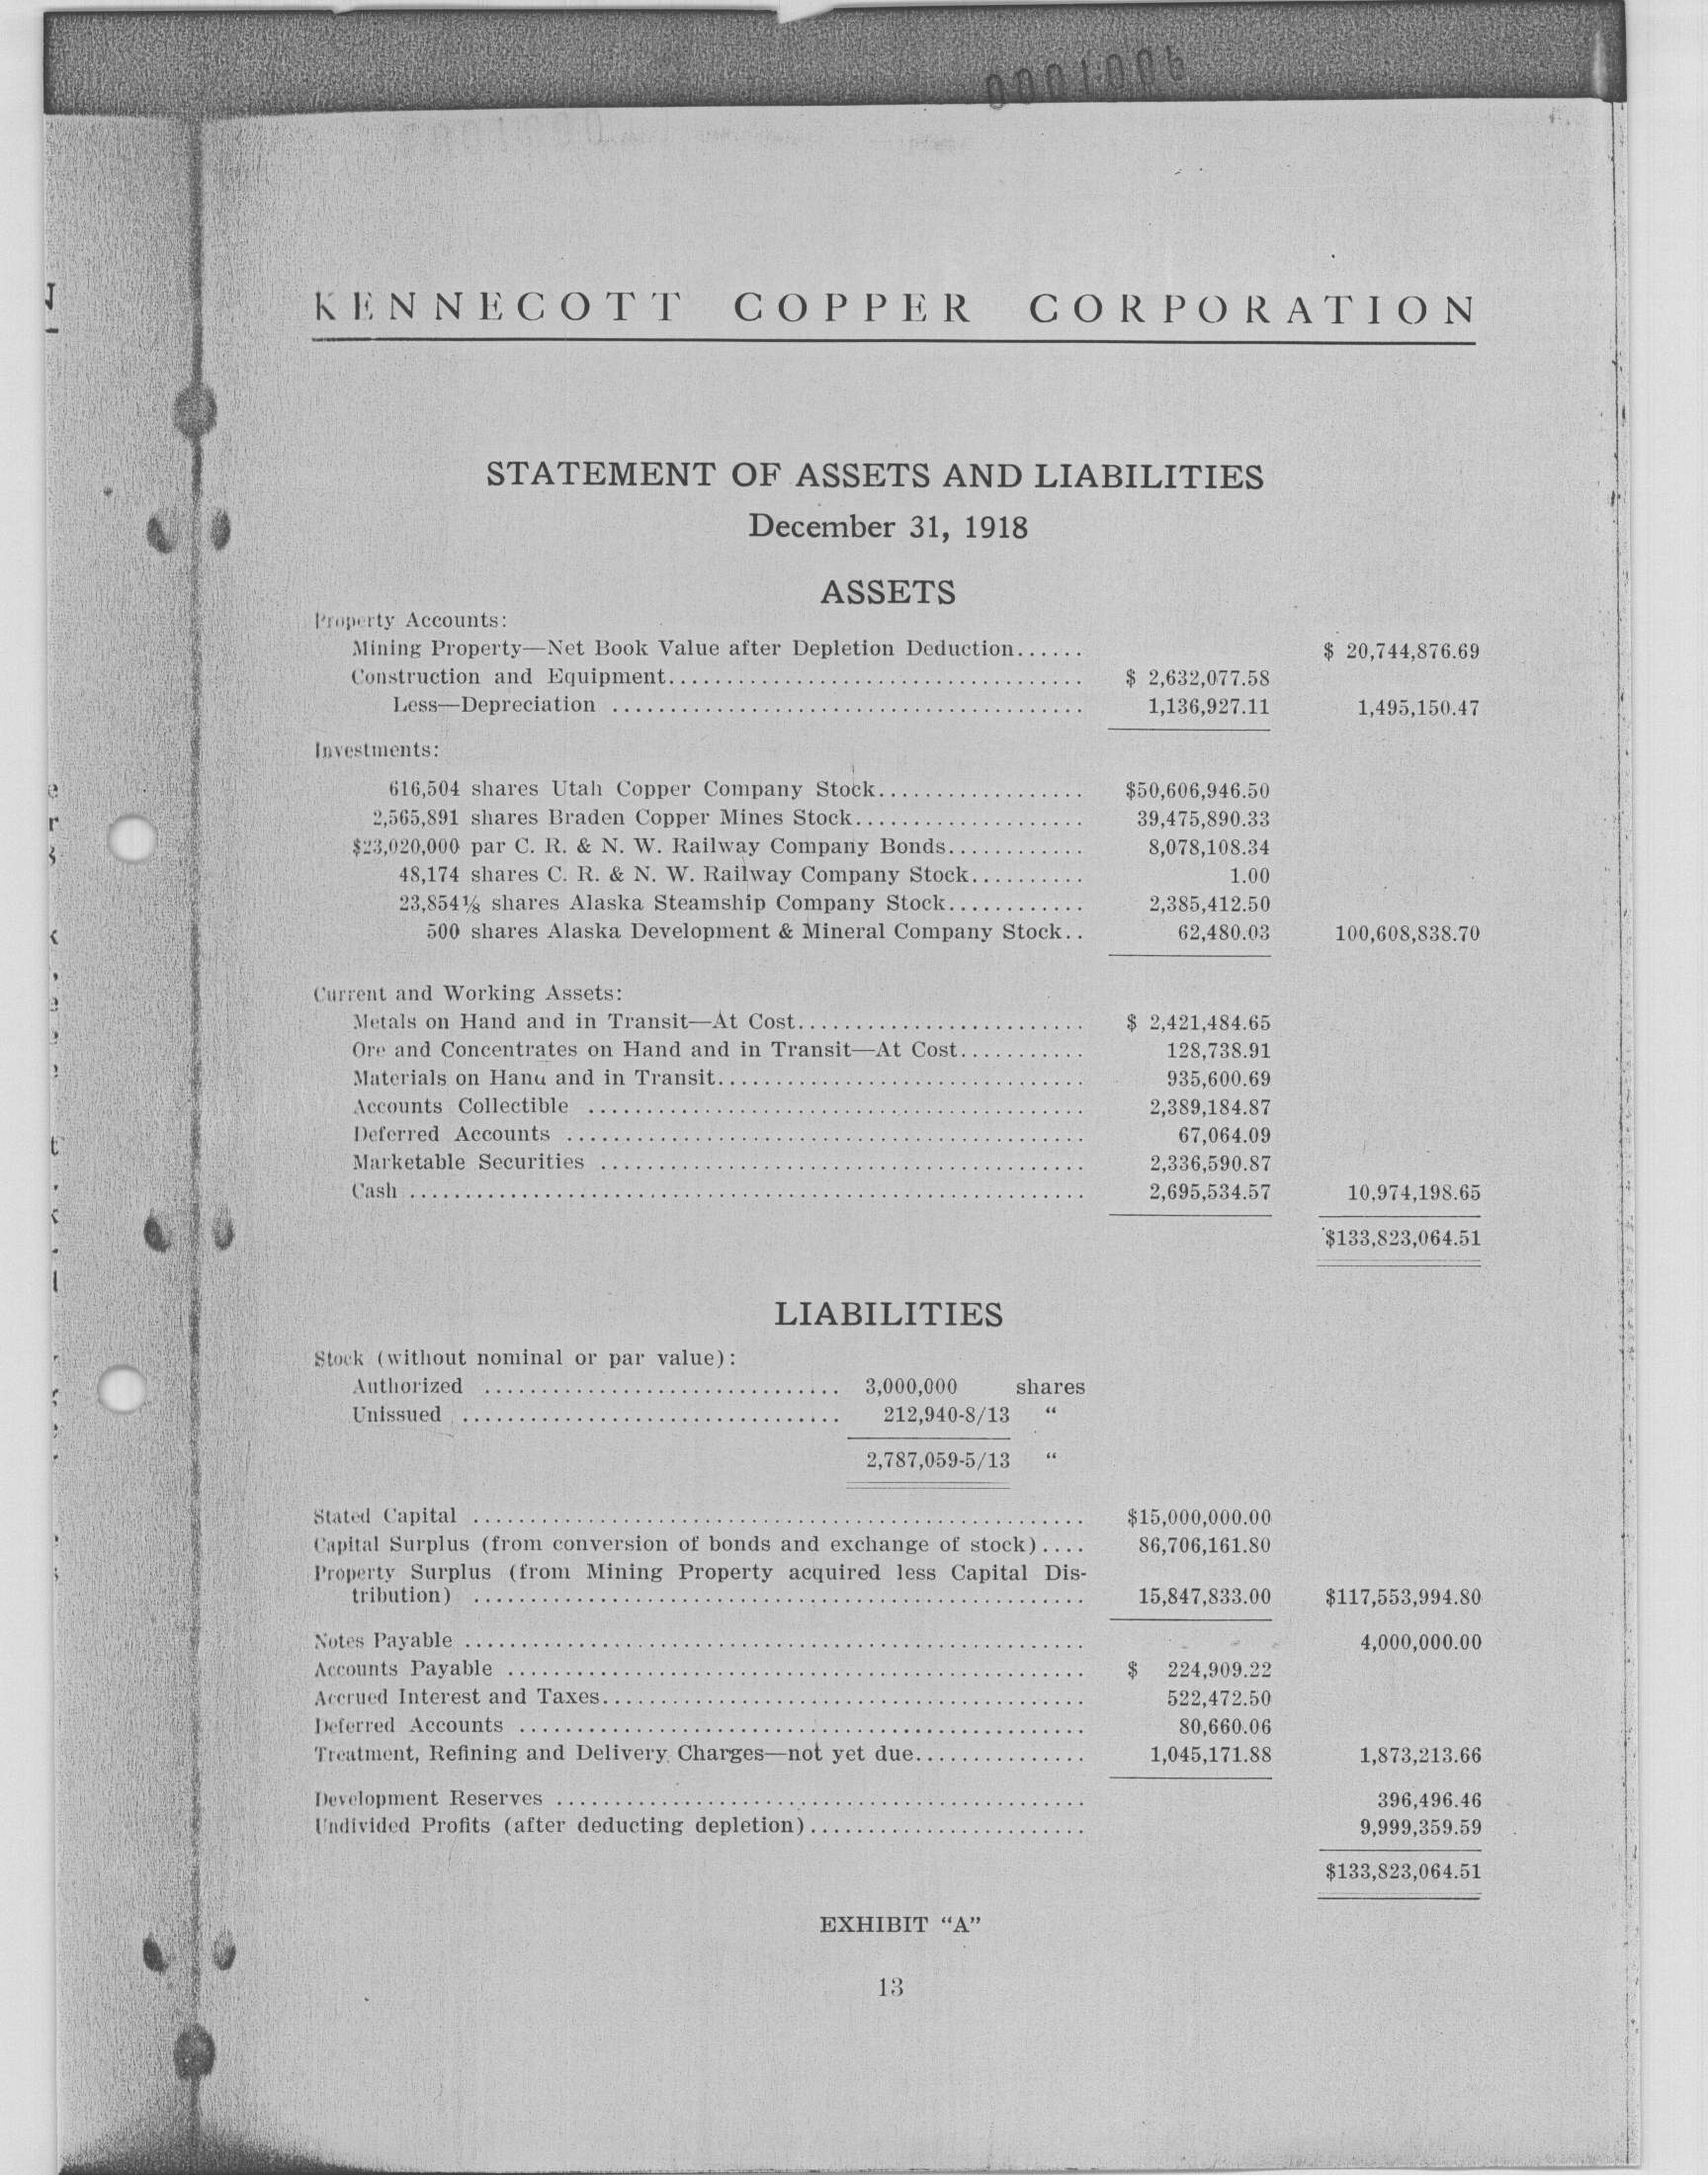 0001006
KENNECOTT COPPER CORPORATION
STATEMENT OF ASSETS AND LIABILITIES
December 31, 1918
ASSETS
Property Accounts:
Mining Property—Net Book Value after Depletion Deduction...... $ 20,744,876.69
Construction and Equipment.................................... $ 2,632,077.58
Less—Depreciation ........................................ 1,136,927.11 1,495,150.47
Investments:
616,504 shares Utah Copper Company Stock.................. $50,606,946.50
2,565,891 shares Braden Copper Mines Stock.................... 39,475,890.33
$23,020,000 par C. R. & N. W. Railway Company Bonds............ 8,078,108.34
48,174 shares C. R. & N. W. Railway Company Stock.......... 1.00
23,854⅛ shares Alaska Steamship Company Stock............ 2,385,412.50
500 shares Alaska Development & Mineral Company Stock.. 62,480.03 100,608,838.70
Current and Working Assets:
Metals on Hand and in Transit—At Cost......................... $ 2,421,484.65
Ore and Concentrates on Hand and in Transit—At Cost........... 128,738.91
Materials on Hand and in Transit................................ 935,600.69
Accounts Collectible ........................................... 2,389,184.87
Deferred Accounts ............................................. 67,064.09
Marketable Securities .......................................... 2,336,590.87
Cash ........................................................... 2,695,534.57 10,974,198.65
$133,823,064.51
LIABILITIES
Stock (without nominal or par value):
Authorized ............................... 3,000,000 shares
Unissued ................................. 212,940-8/13 “
2,787,059-5/13 “
Stated Capital ...................................................... $15,000,000.00
Capital Surplus (from conversion of bonds and exchange of stock).... 86,706,161.80
Property Surplus (from Mining Property acquired less Capital Dis-
tribution) ...................................................... 15,847,833.00 $117,553,994.80
Notes Payable ...................................................... 4,000,000.00
Accounts Payable .................................................. $ 224,909.22
Accrued Interest and Taxes.......................................... 522,472.50
Deferred Accounts ................................................. 80,660.06
Treatment, Refining and Delivery Charges—not yet due............... 1,045,171.88 1,873,213.66
Development Reserves .............................................. 396,496.46
Undivided Profits (after deducting depletion)........................ 9,999,359.59
$133,823,064.51
EXHIBIT “A”
13